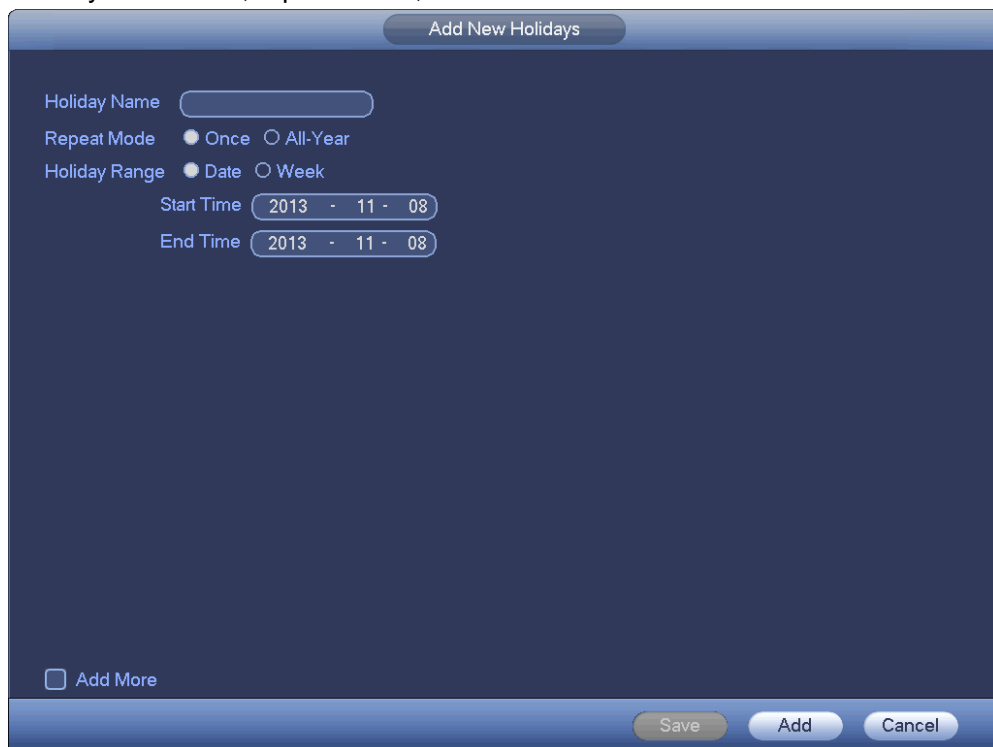 Add New Holidays
Holiday Name
Repeat Mode Once All-Year
Holiday Range Date Week
Start Time 2013 - 11 - 08
End Time 2013 - 11 - 08
Add More
Save Add Cancel